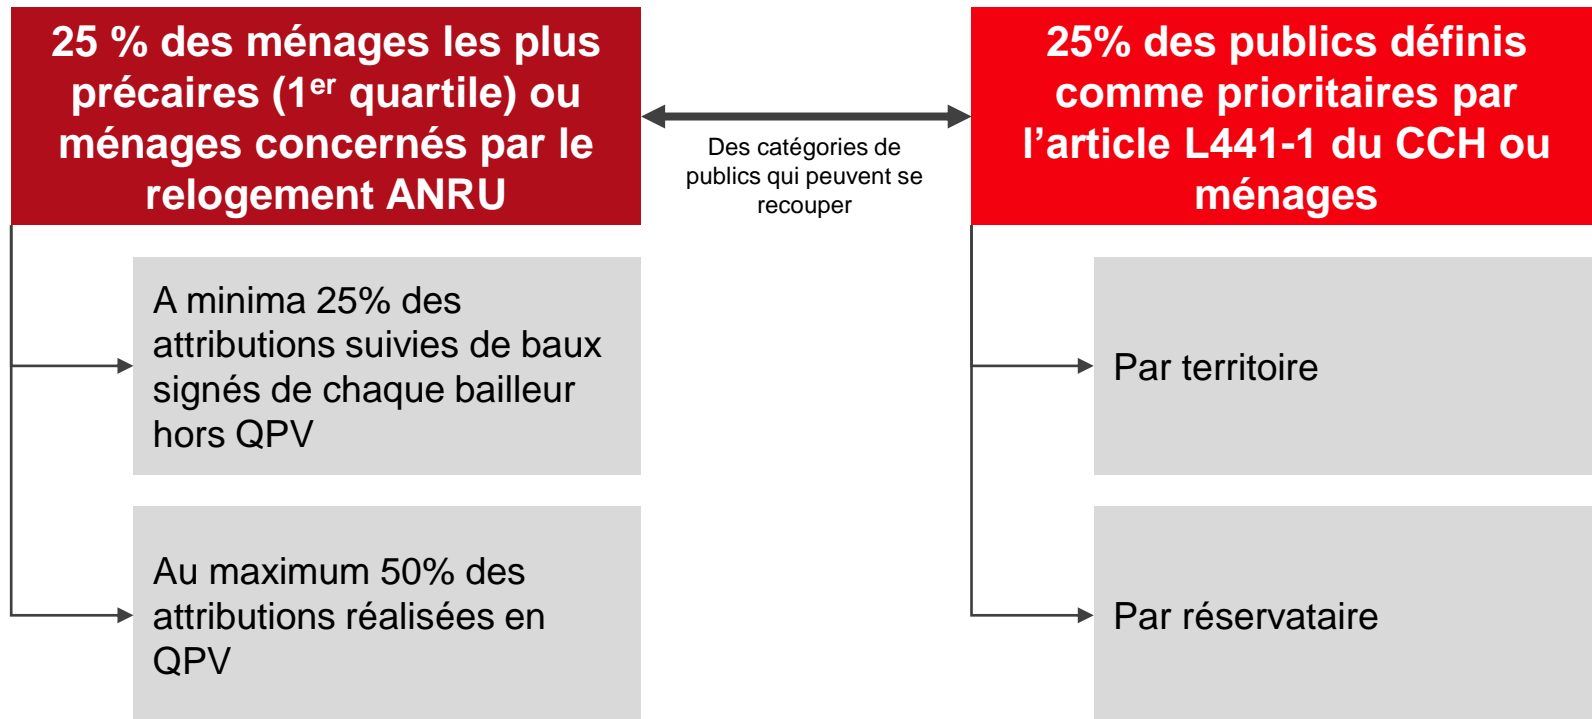 25 % des ménages les plus
précaires (1er quartile) ou
ménages concernés par le
relogement ANRU
Des catégories de
publics qui peuvent se
recouper
25% des publics définis
comme prioritaires par
l’article L441-1 du CCH ou
ménages
A minima 25% des
attributions suivies de baux
signés de chaque bailleur
hors QPV
Au maximum 50% des
attributions réalisées en
QPV
Par territoire
Par réservataire